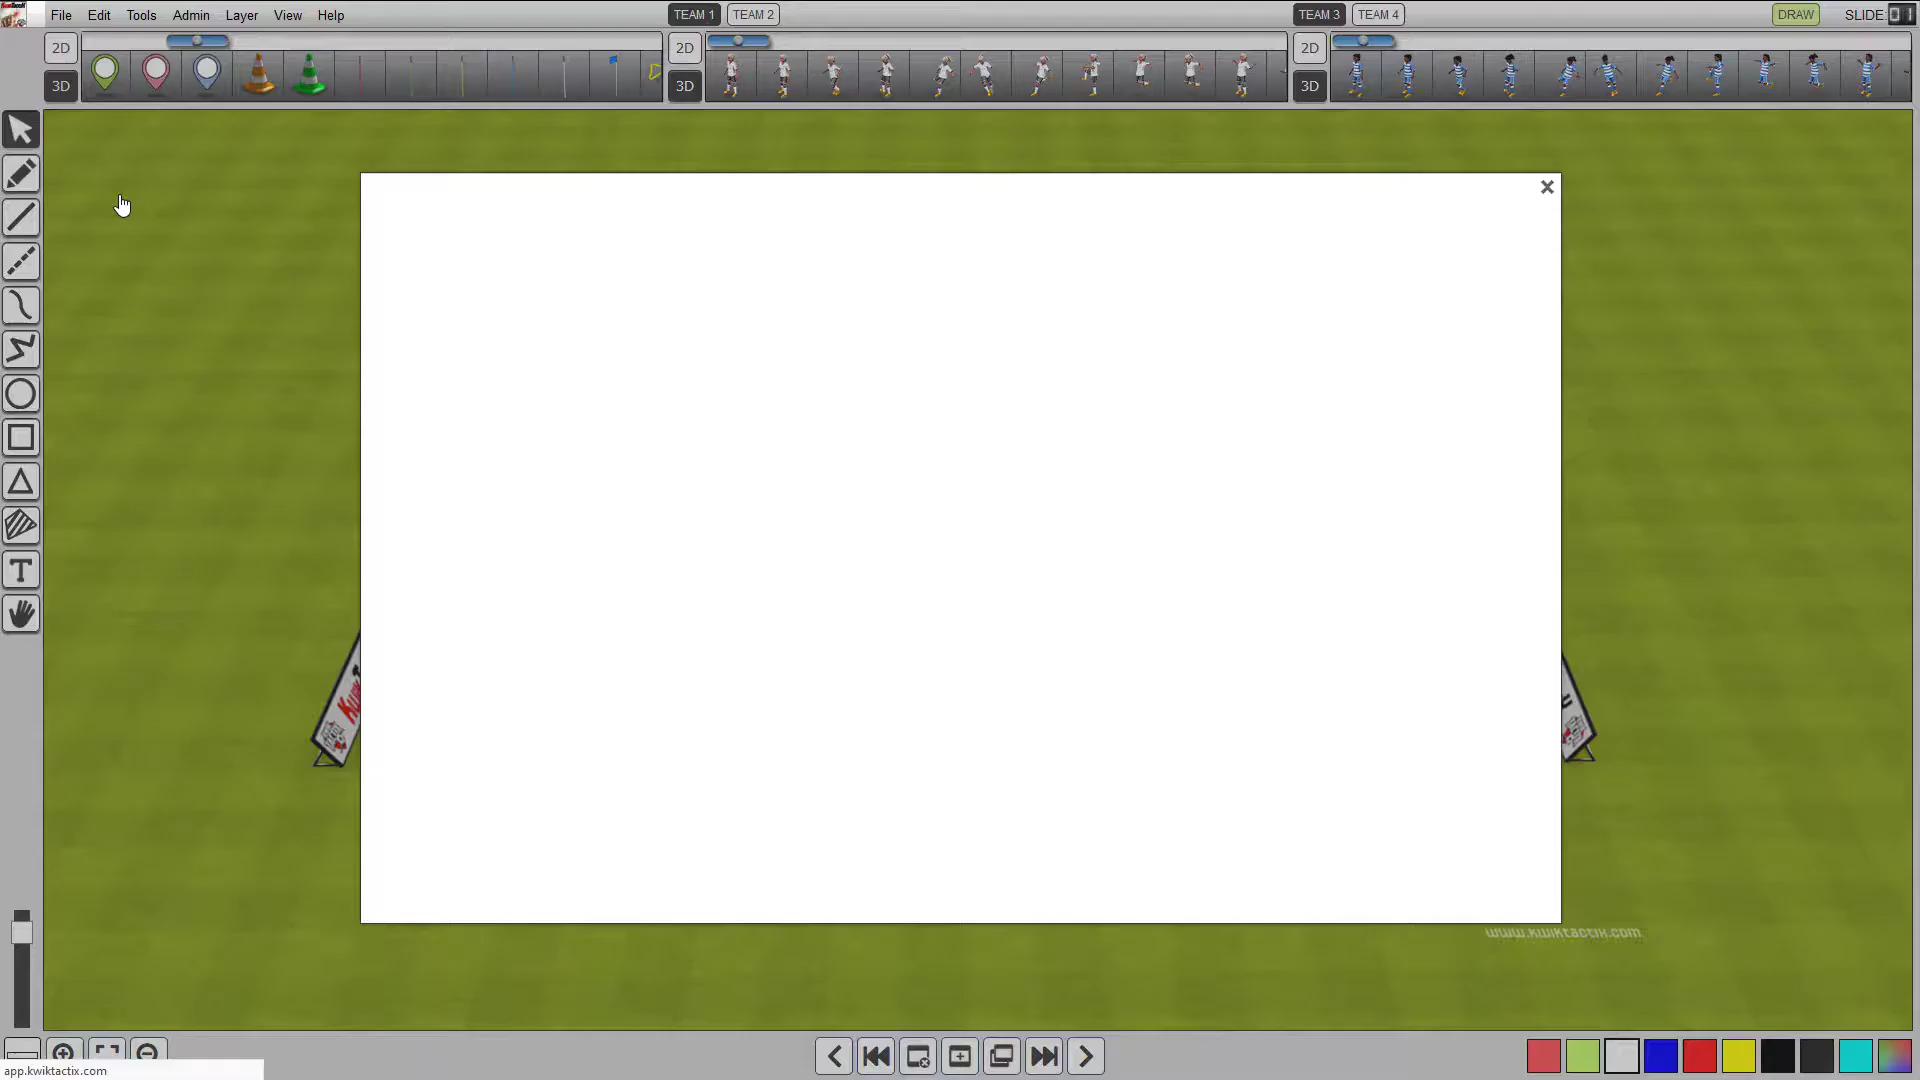 File Edit Tools Admin Layer View Help
TEAM 1 TEAM 2
TEAM 3 TEAM 4
DRAW SLIDE:01
2D
3D
2D
3D
2D
3D
T
www.kwiktactix.com
app.kwiktactix.com